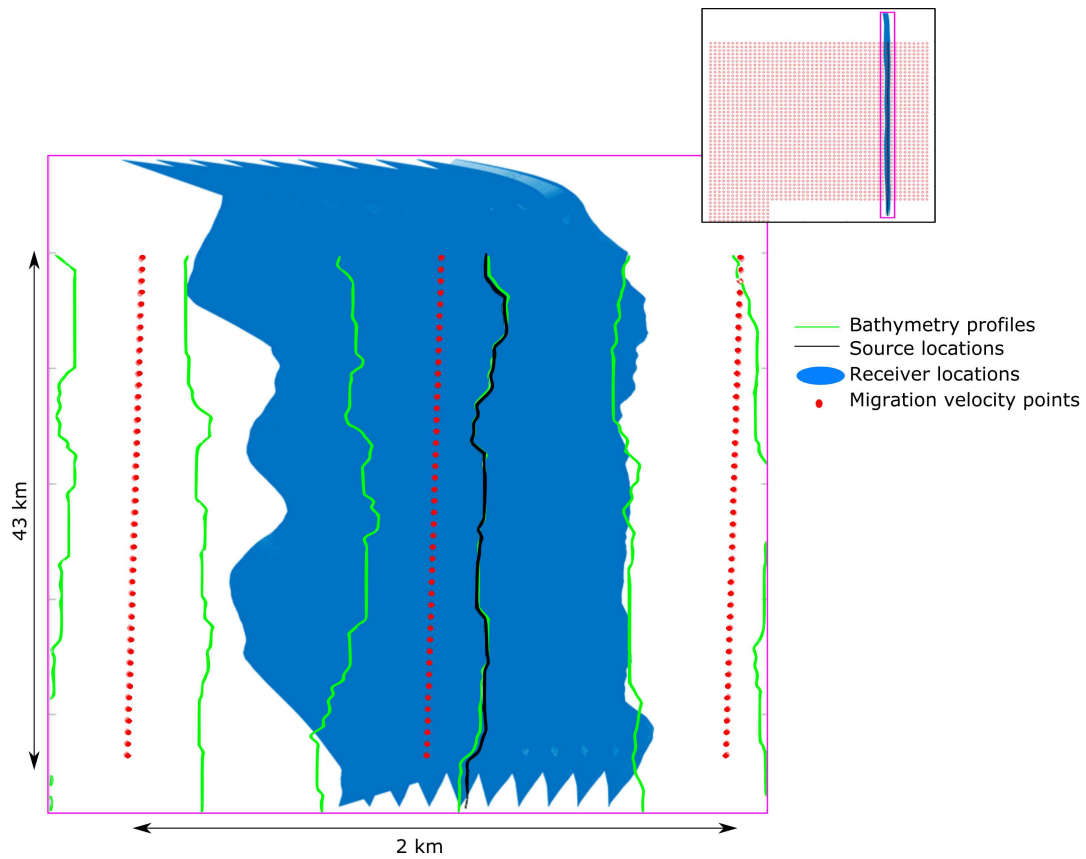 Bathymetry profiles
Source locations
Receiver locations
Migration velocity points
43 km
2 km